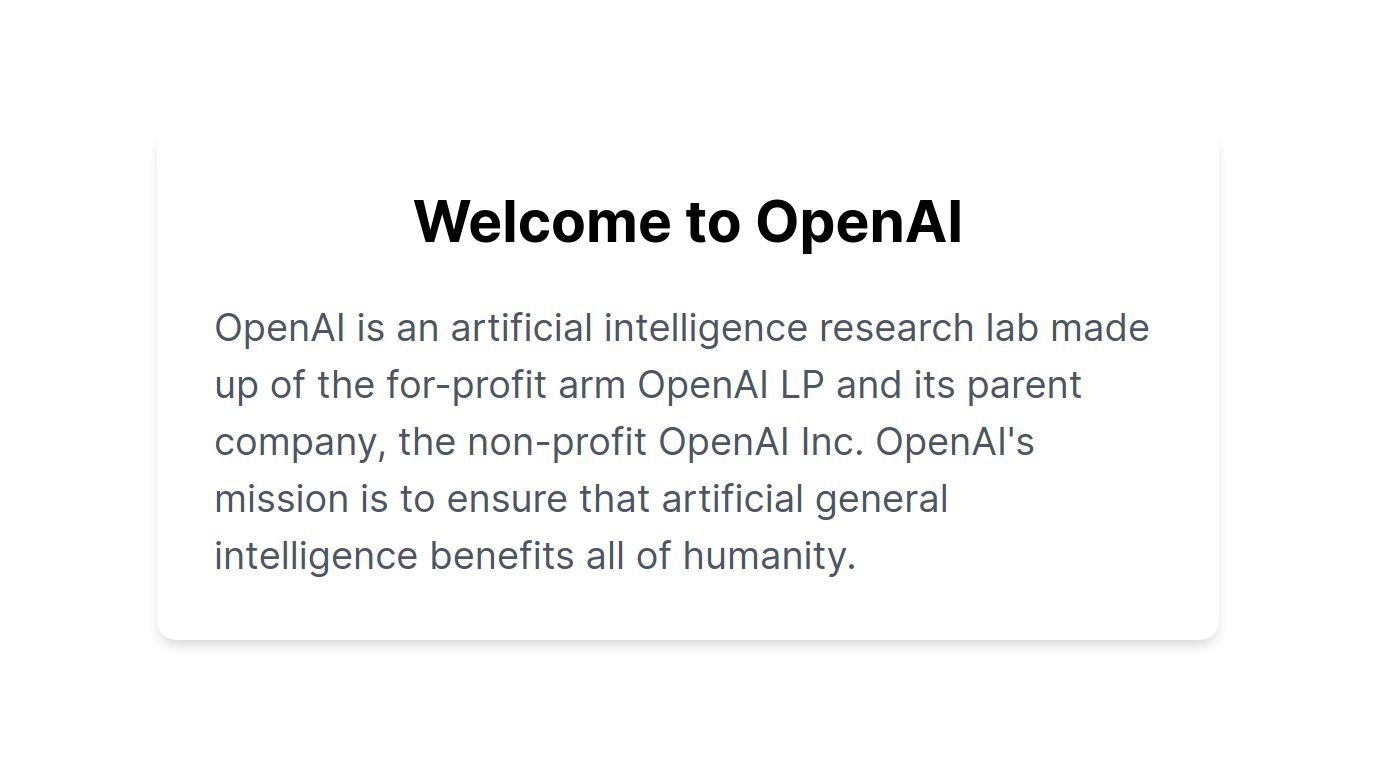 Welcome to OpenAI
OpenAI is an artificial intelligence research lab made
up of the for-profit arm OpenAI LP and its parent
company, the non-profit OpenAI Inc. OpenAI's
mission is to ensure that artificial general
intelligence benefits all of humanity.